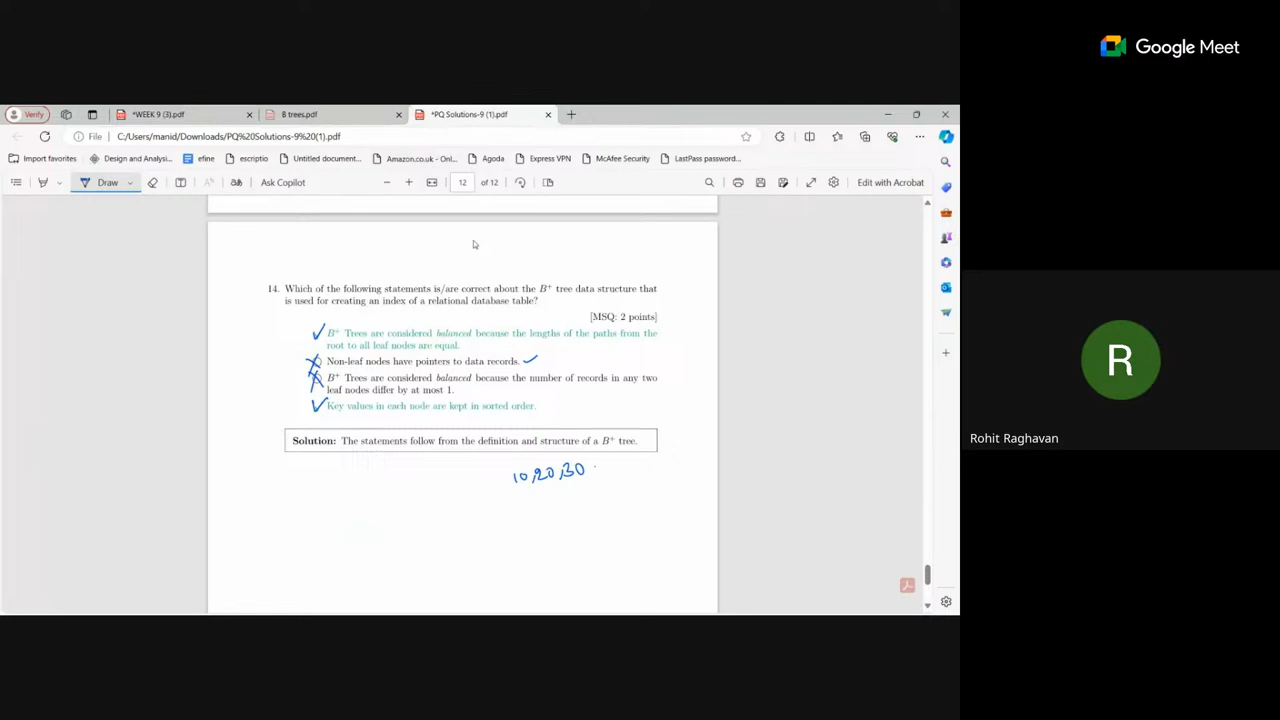 Google Meet
Verify
*WEEK 9 (3).pdf
B trees.pdf
*PQ Solutions-9 (1).pdf
File
C:/Users/manid/Downloads/PQ%20Solutions-9%20(1).pdf
Import favorites
Design and Analysi...
efine
escriptio
Untitled document...
Amazon.co.uk - Onl...
Agoda
Express VPN
McAfee Security
LastPass password...
Draw
Ask Copilot
12 of 12
Edit with Acrobat
14. Which of the following statements is/are correct about the B+ tree data structure that
is used for creating an index of a relational database table?
[MSQ: 2 points]
B+ Trees are considered balanced because the lengths of the paths from the
root to all leaf nodes are equal.
Non-leaf nodes have pointers to data records.
B+ Trees are considered balanced because the number of records in any two
leaf nodes differ by at most 1.
Key values in each node are kept in sorted order.
Solution: The statements follow from the definition and structure of a B+ tree.
10,20,30
R
Rohit Raghavan